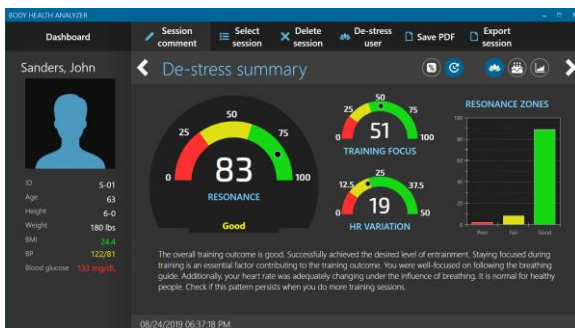 BODY HEALTH ANALYZER
Dashboard
Session comment
Select session
Delete session
De-stress user
Save PDF
Export session
Sanders, John
De-stress summary
ID S-01
Age 63
Height 6-0
Weight 180 lbs
BMI 24.4
BP 122/81
Blood glucose 133 mg/dL
0 25 50 75 100
83
RESONANCE
Good
0 25 50 75 100
51
TRAINING FOCUS
0 12.5 25 37.5 50
19
HR VARIATION
RESONANCE ZONES
100
80
60
40
20
0
Poor Fair Good
The overall training outcome is good. Successfully achieved the desired level of entrainment. Staying focused during
training is an essential factor contributing to the training outcome. You were well-focused on following the breathing
guide. Additionally, your heart rate was adequately changing under the influence of breathing. It is normal for healthy
people. Check if this pattern persists when you do more training sessions.
08/24/2019 06:37:18 PM